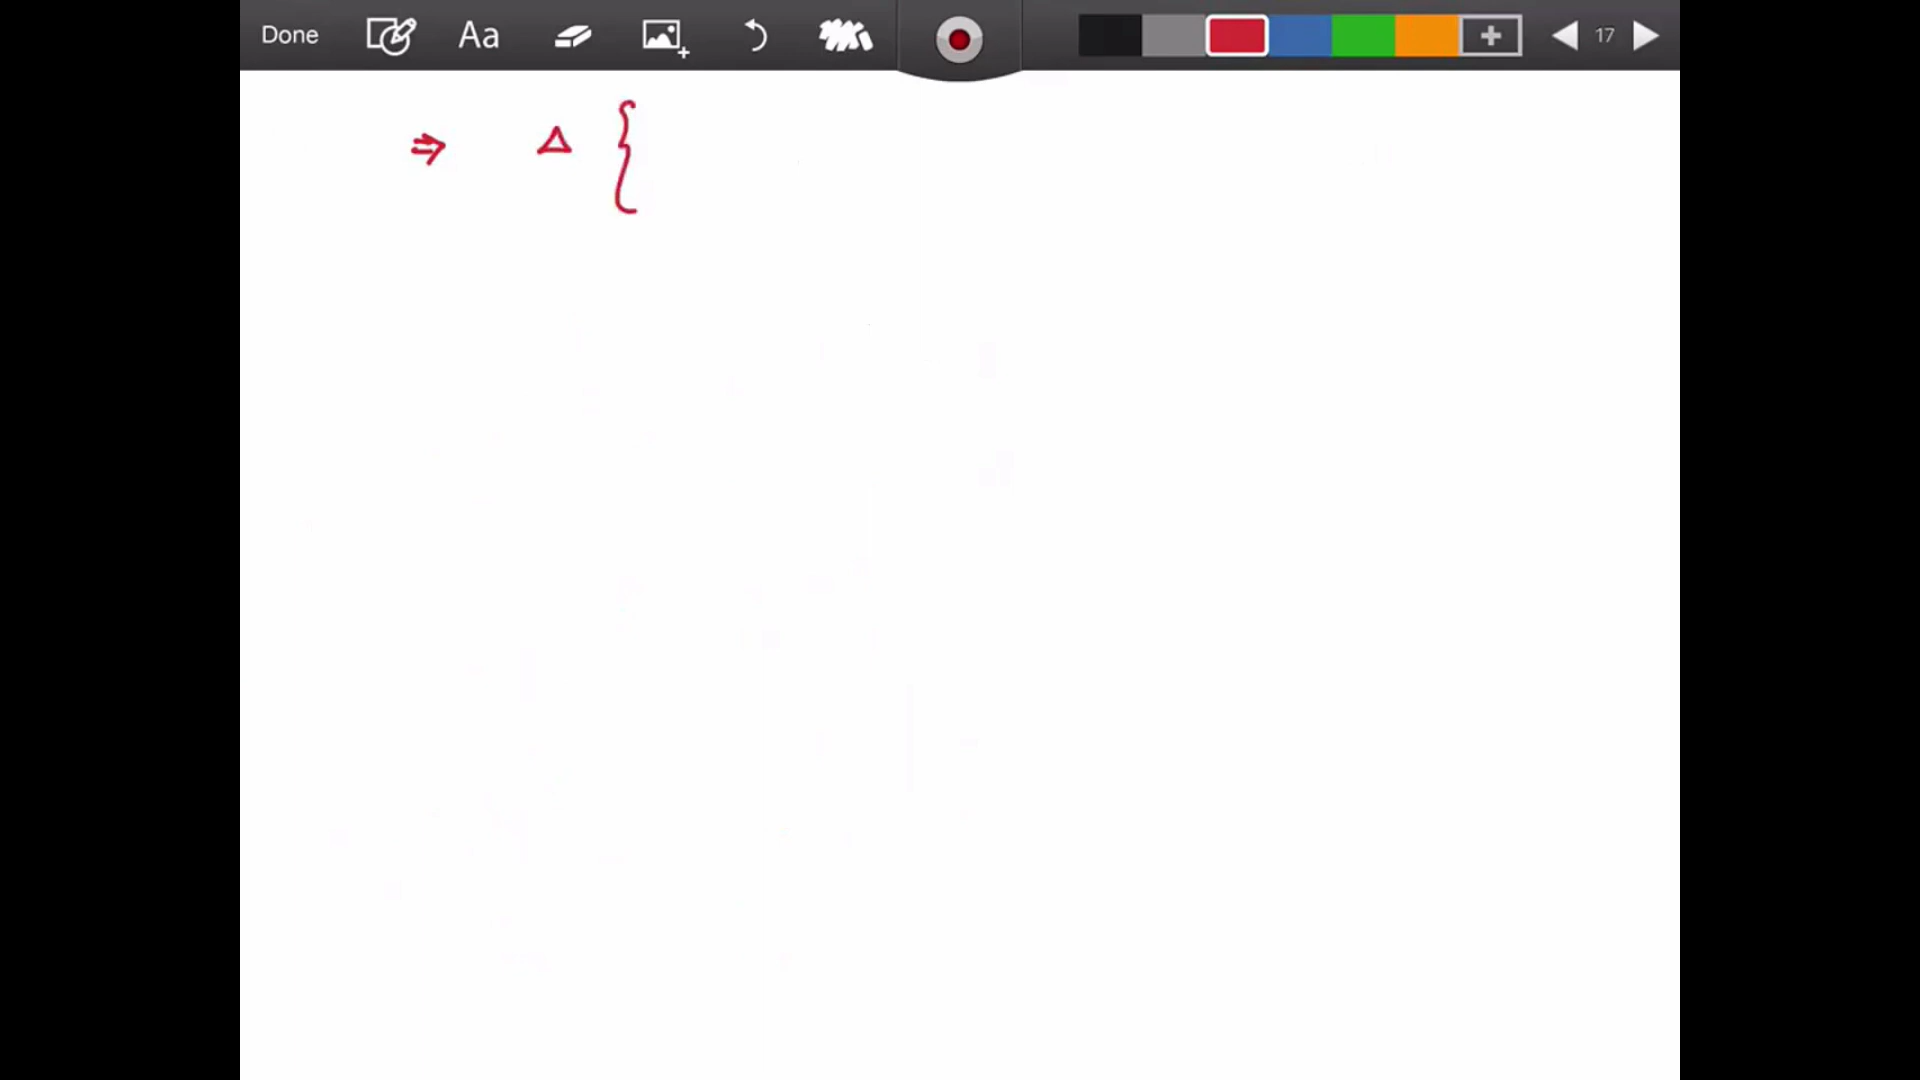 Done Aa 17
⇒ Δ {